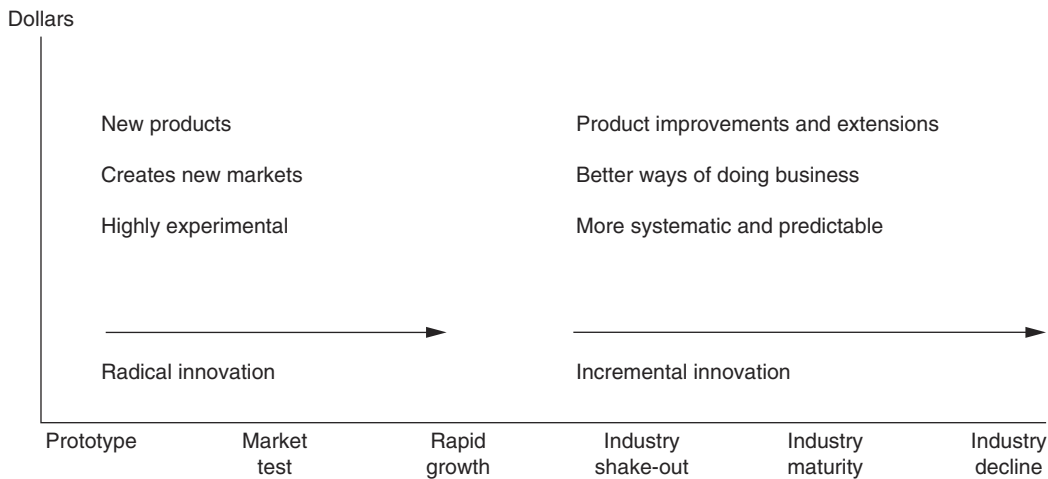 Dollars
New products
Product improvements and extensions
Creates new markets
Better ways of doing business
Highly experimental
More systematic and predictable
Radical innovation
Incremental innovation
Prototype
Market
test
Rapid
growth
Industry
shake-out
Industry
maturity
Industry
decline